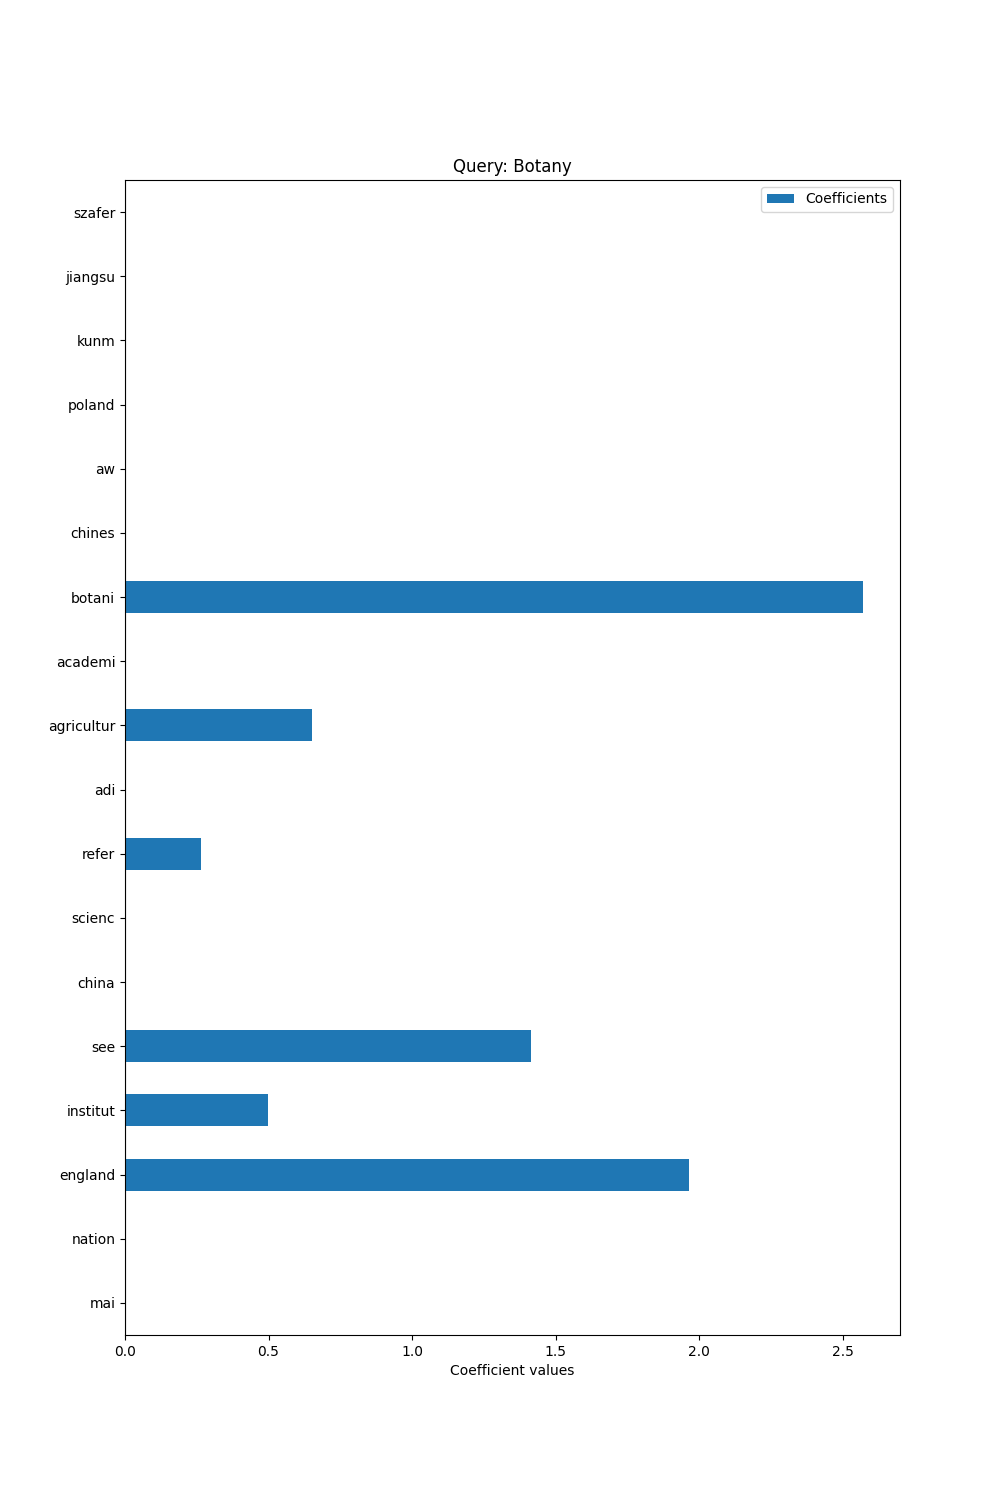 Query: Botany
Coefficients
szafer
jiangsu
kunm
poland
aw
chines
botani
academi
agricultur
adi
refer
scienc
china
see
institut
england
nation
mai
0.0 0.5 1.0 1.5 2.0 2.5
Coefficient values